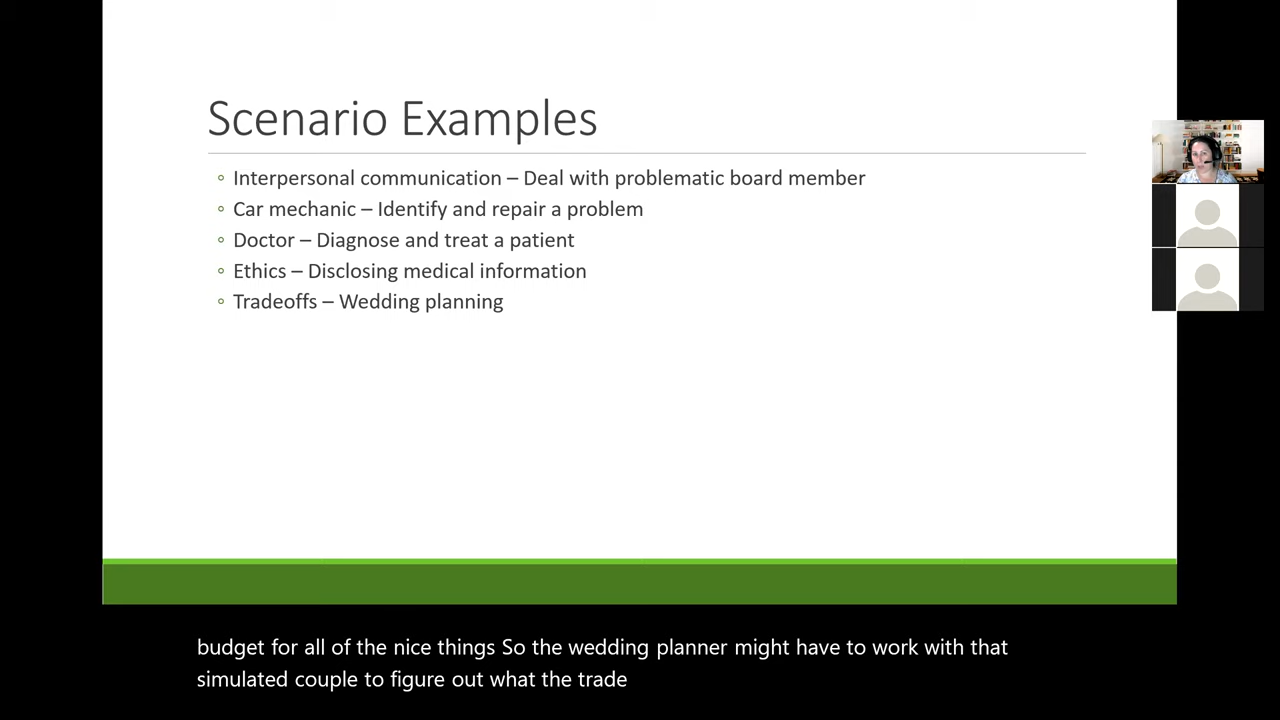 Scenario Examples
◦ Interpersonal communication – Deal with problematic board member
◦ Car mechanic – Identify and repair a problem
◦ Doctor – Diagnose and treat a patient
◦ Ethics – Disclosing medical information
◦ Tradeoffs – Wedding planning
budget for all of the nice things So the wedding planner might have to work with that
simulated couple to figure out what the trade